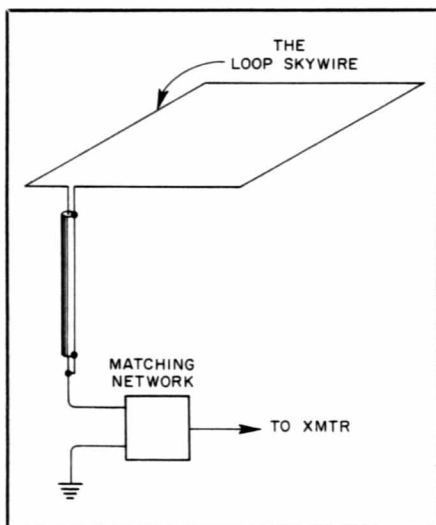 THE
LOOP SKYWIRE
MATCHING
NETWORK
TO XMTR